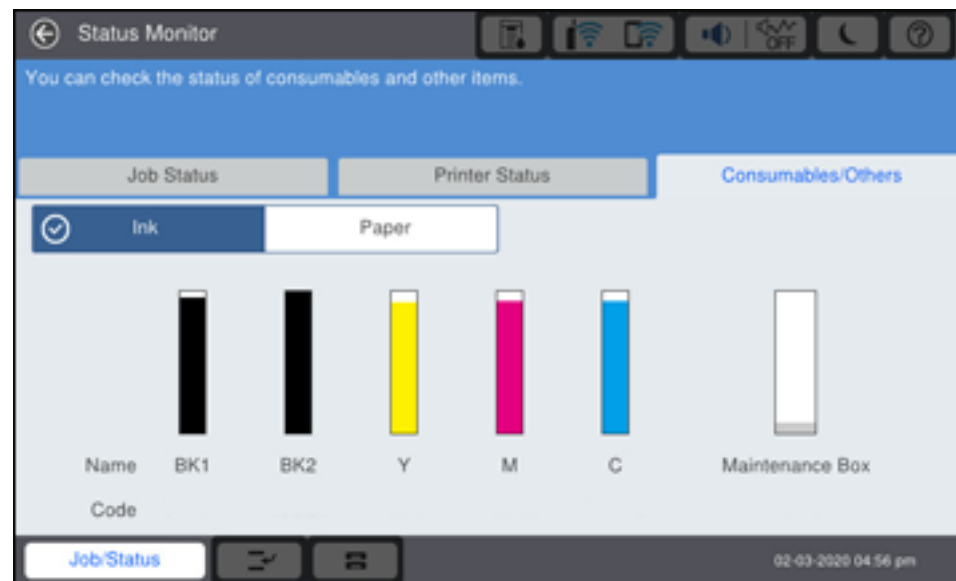 Status Monitor
OFF
You can check the status of consumables and other items.
Job Status
Printer Status
Consumables/Others
Ink
Paper
Name BK1 BK2 Y M C Maintenance Box
Code
Job/Status
02-03-2020 04:56 pm